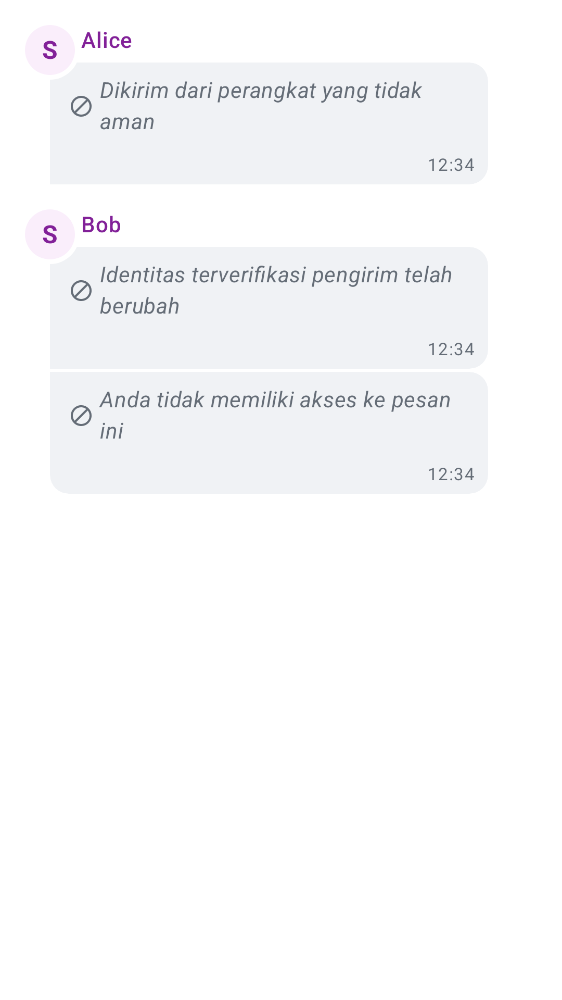 S
Alice
Dikirim dari perangkat yang tidak
aman
12:34
S
Bob
Identitas terverifikasi pengirim telah
berubah
12:34
Anda tidak memiliki akses ke pesan
ini
12:34